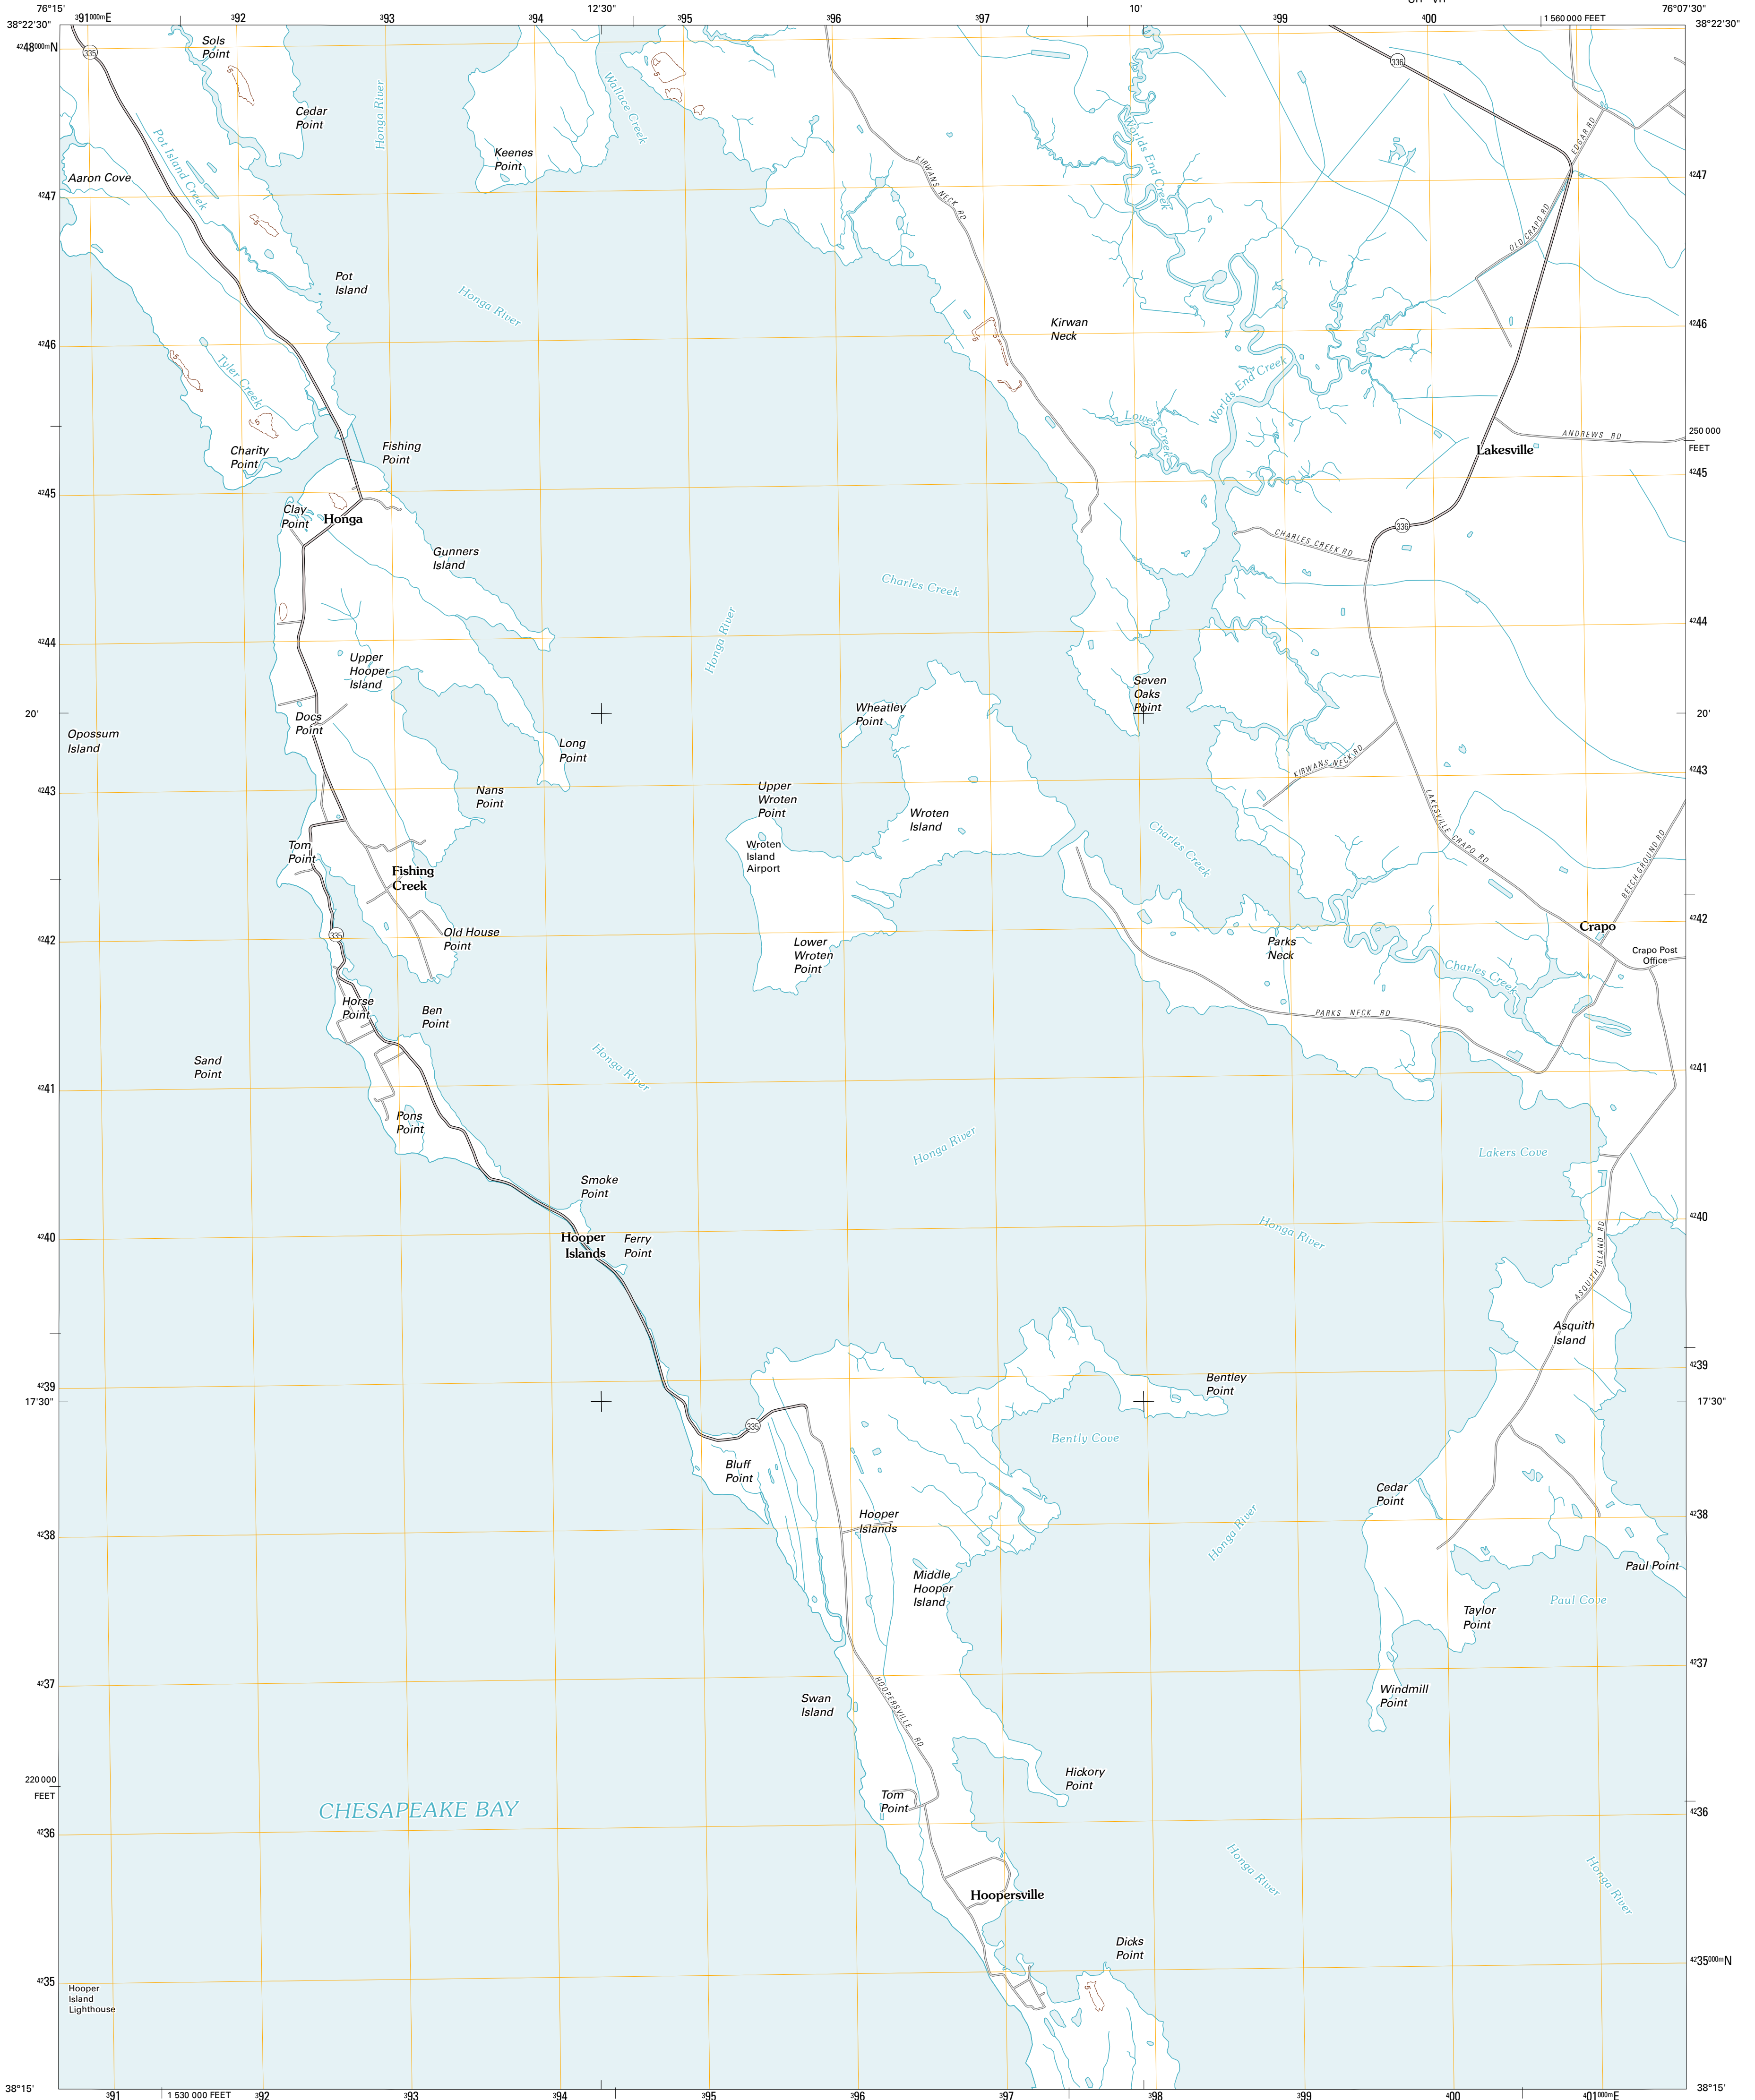 76°15'
391000mE
392
393
394
12'30"
395
396
397
10'
399
400
1 560 000 FEET
76°07'30"
38°22'30"
38°22'30"
4248000mN
335
Sols
Point
5
Cedar
Point
Honga River
Wallace Creek
5
Keenes
Point
Pot Island Creek
Aaron Cove
4247
5
KIRWANS NECK RD
Worlds End Creek
336
EDGAR RD
4247
OLD CRAPO RD
Pot
Island
Honga River
Kirwan
Neck
5
5
4246
4246
5
Tyler Creek
5
Worlds End Creek
Lowes Creek
Charity
Point
Fishing
Point
ANDREWS RD
250 000
FEET
Lakesville
4245
4245
Clay
Point
Honga
336
CHARLES CREEK RD
Gunners
Island
Charles Creek
Honga River
4244
4244
Upper
Hooper
Island
Seven
Oaks
Point
20'
20'
Docs
Point
Wheatley
Point
Opossum
Island
Long
Point
KIRWANS NECK RD
4243
4243
Nans
Point
Upper
Wroten
Point
Wroten
Island
LAKESVILLE CRAPO RD
Tom
Point
Wroten
Island
Airport
Charles Creek
BEECH GROUND RD
Fishing
Creek
4242
4242
335
Old House
Point
Lower
Wroten
Point
Parks
Neck
Crapo
Crapo Post
Office
Charles Creek
Horse
Point
Ben
Point
PARKS NECK RD
Sand
Point
Honga River
4241
4241
Pons
Point
Honga River
Lakers Cove
Smoke
Point
4240
4240
Hooper
Islands
Ferry
Point
Honga River
ASQUITH ISLAND RD
Asquith
Island
4239
4239
Bentley
Point
17'30"
17'30"
335
Bently Cove
Bluff
Point
Cedar
Point
Hooper
Islands
Honga River
4238
4238
Paul Point
Middle
Hooper
Island
Paul Cove
Taylor
Point
4237
4237
HOOPERSVILLE RD
Swan
Island
Windmill
Point
Hickory
Point
220 000
FEET
CHESAPEAKE BAY
Tom
Point
4236
4236
Honga River
Honga River
Hoopersville
Dicks
Point
4235000mN
4235
5
Hooper
Island
Lighthouse
38°15'
38°15'
391
1 530 000 FEET
392
393
394
395
396
397
398
399
400
401000mE